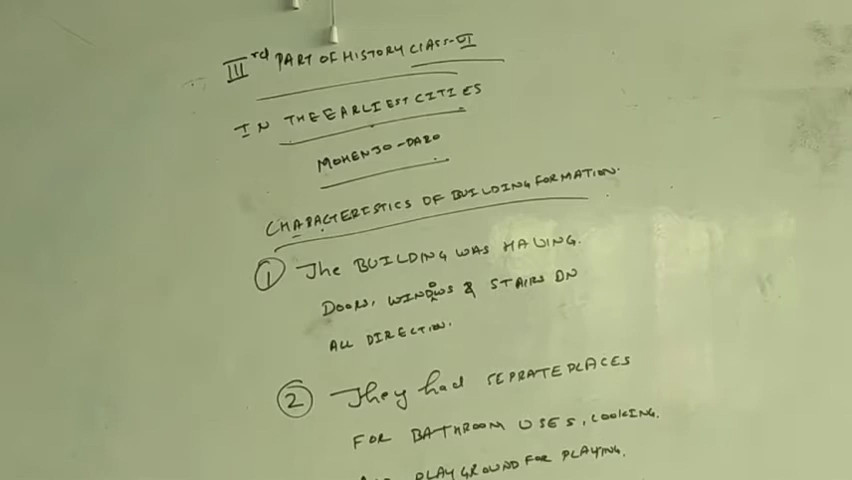 IIIrd PART OF HISTORY CLASS-VI
IN THE EARLIEST CITIES
MOHENJO-DARO
CHARACTERISTICS OF BUILDING FORMATION.
① The BUILDING WAS HAVING.
DOORS, WINDOWS & STAIRS ON
ALL DIRECTION.
② They had SEPRATE PLACES
FOR BATHROOM USES, COOKING.
PLAYGROUND FOR PLAYING.